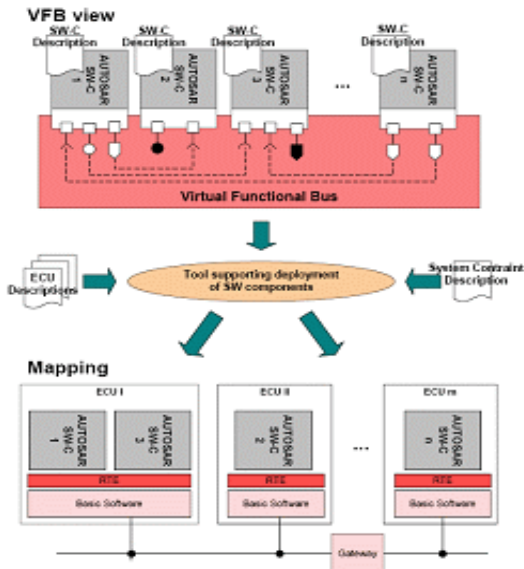 VFB view
SW-C
Description
SW-C
Description
SW-C
Description
SW-C
Description
AUTOSAR
SW-C
1
AUTOSAR
SW-C
2
AUTOSAR
SW-C
3
...
AUTOSAR
SW-C
n
Virtual Functional Bus
ECU
Descriptions
Tool supporting deployment
of SW components
System Contraint
Description
Mapping
ECU I
ECU II
ECU m
AUTOSAR
SW-C
1
AUTOSAR
SW-C
3
AUTOSAR
SW-C
2
...
AUTOSAR
SW-C
n
RTE
RTE
RTE
Basic Software
Basic Software
Basic Software
Gateway